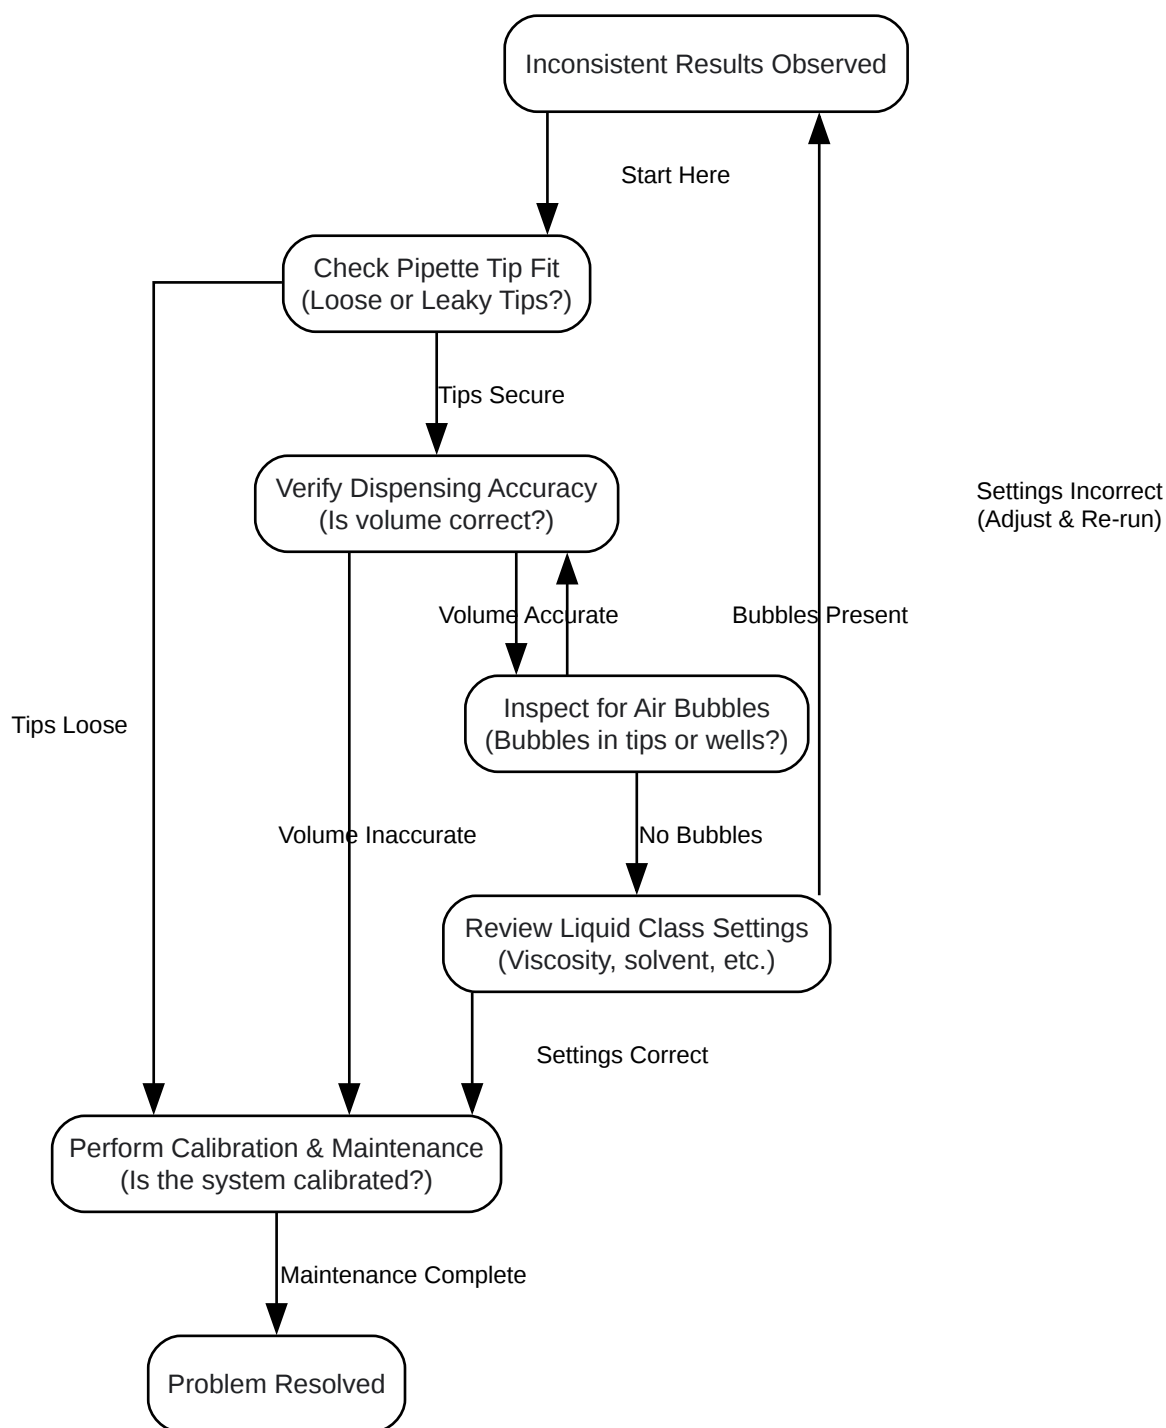 Inconsistent Results Observed
Start Here
Check Pipette Tip Fit
(Loose or Leaky Tips?)
Tips Secure
Verify Dispensing Accuracy
(Is volume correct?)
Settings Incorrect
(Adjust & Re-run)
Volume Accurate
Bubbles Present
Inspect for Air Bubbles
(Bubbles in tips or wells?)
Tips Loose
Volume Inaccurate
No Bubbles
Review Liquid Class Settings
(Viscosity, solvent, etc.)
Settings Correct
Perform Calibration & Maintenance
(Is the system calibrated?)
Maintenance Complete
Problem Resolved